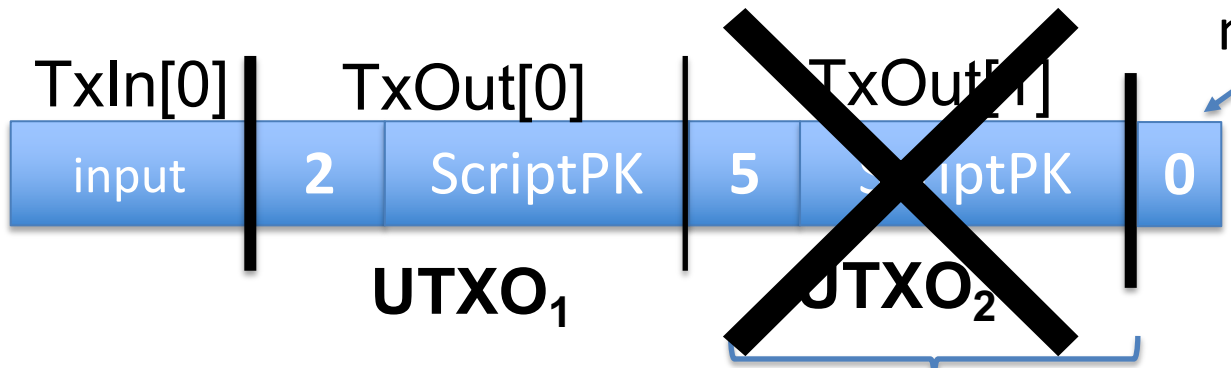 TxIn[0] TxOut[0] TxOut[1]
input 2 ScriptPK 5 ScriptPK 0
UTXO₁ UTXO₂